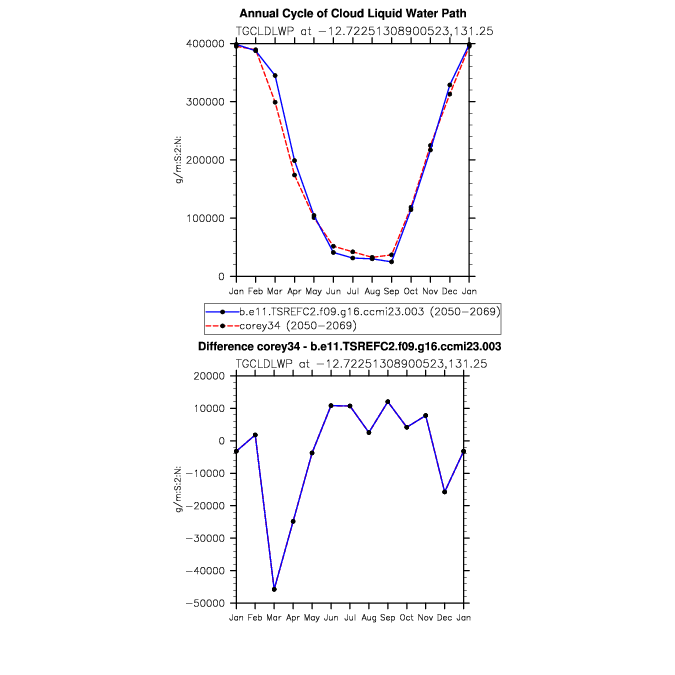 Annual Cycle of Cloud Liquid Water Path
TGCLDLWP at −12.72251308900523,131.25
400000
300000
200000
100000
0
g/m:S:2:N:
Jan Feb Mar Apr May Jun Jul Aug Sep Oct Nov Dec Jan
b.e11.TSREFC2.f09.g16.ccmi23.003 (2050−2069)
corey34 (2050−2069)
Difference corey34 - b.e11.TSREFC2.f09.g16.ccmi23.003
TGCLDLWP at −12.72251308900523,131.25
20000
10000
0
−10000
−20000
−30000
−40000
−50000
g/m:S:2:N:
Jan Feb Mar Apr May Jun Jul Aug Sep Oct Nov Dec Jan